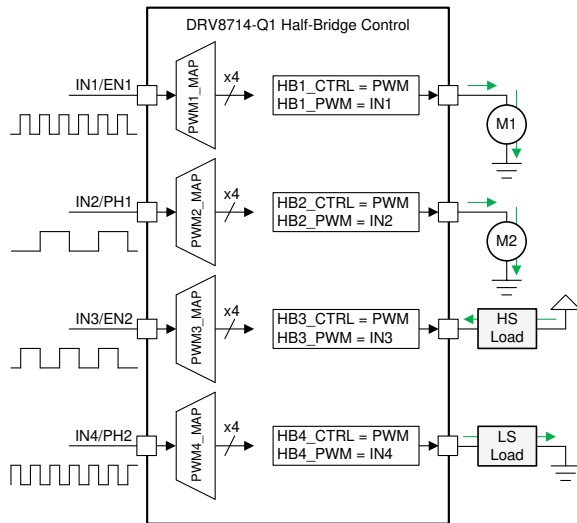 DRV8714-Q1 Half-Bridge Control
IN1/EN1
PWM1_MAP
x4
HB1_CTRL = PWM
HB1_PWM = IN1
M1
IN2/PH1
PWM2_MAP
x4
HB2_CTRL = PWM
HB2_PWM = IN2
M2
IN3/EN2
PWM3_MAP
x4
HB3_CTRL = PWM
HB3_PWM = IN3
HS
Load
IN4/PH2
PWM4_MAP
x4
HB4_CTRL = PWM
HB4_PWM = IN4
LS
Load